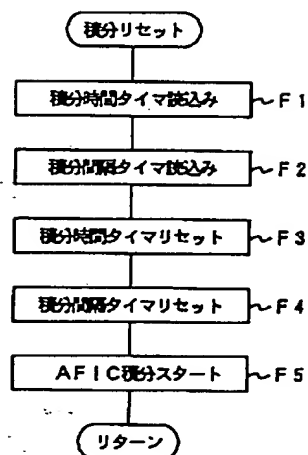 積分リセット
積分時間タイマ読込み ~F1
積分間隔タイマ読込み ~F2
積分時間タイマリセット ~F3
積分間隔タイマリセット ~F4
AFIC積分スタート ~F5
リターン